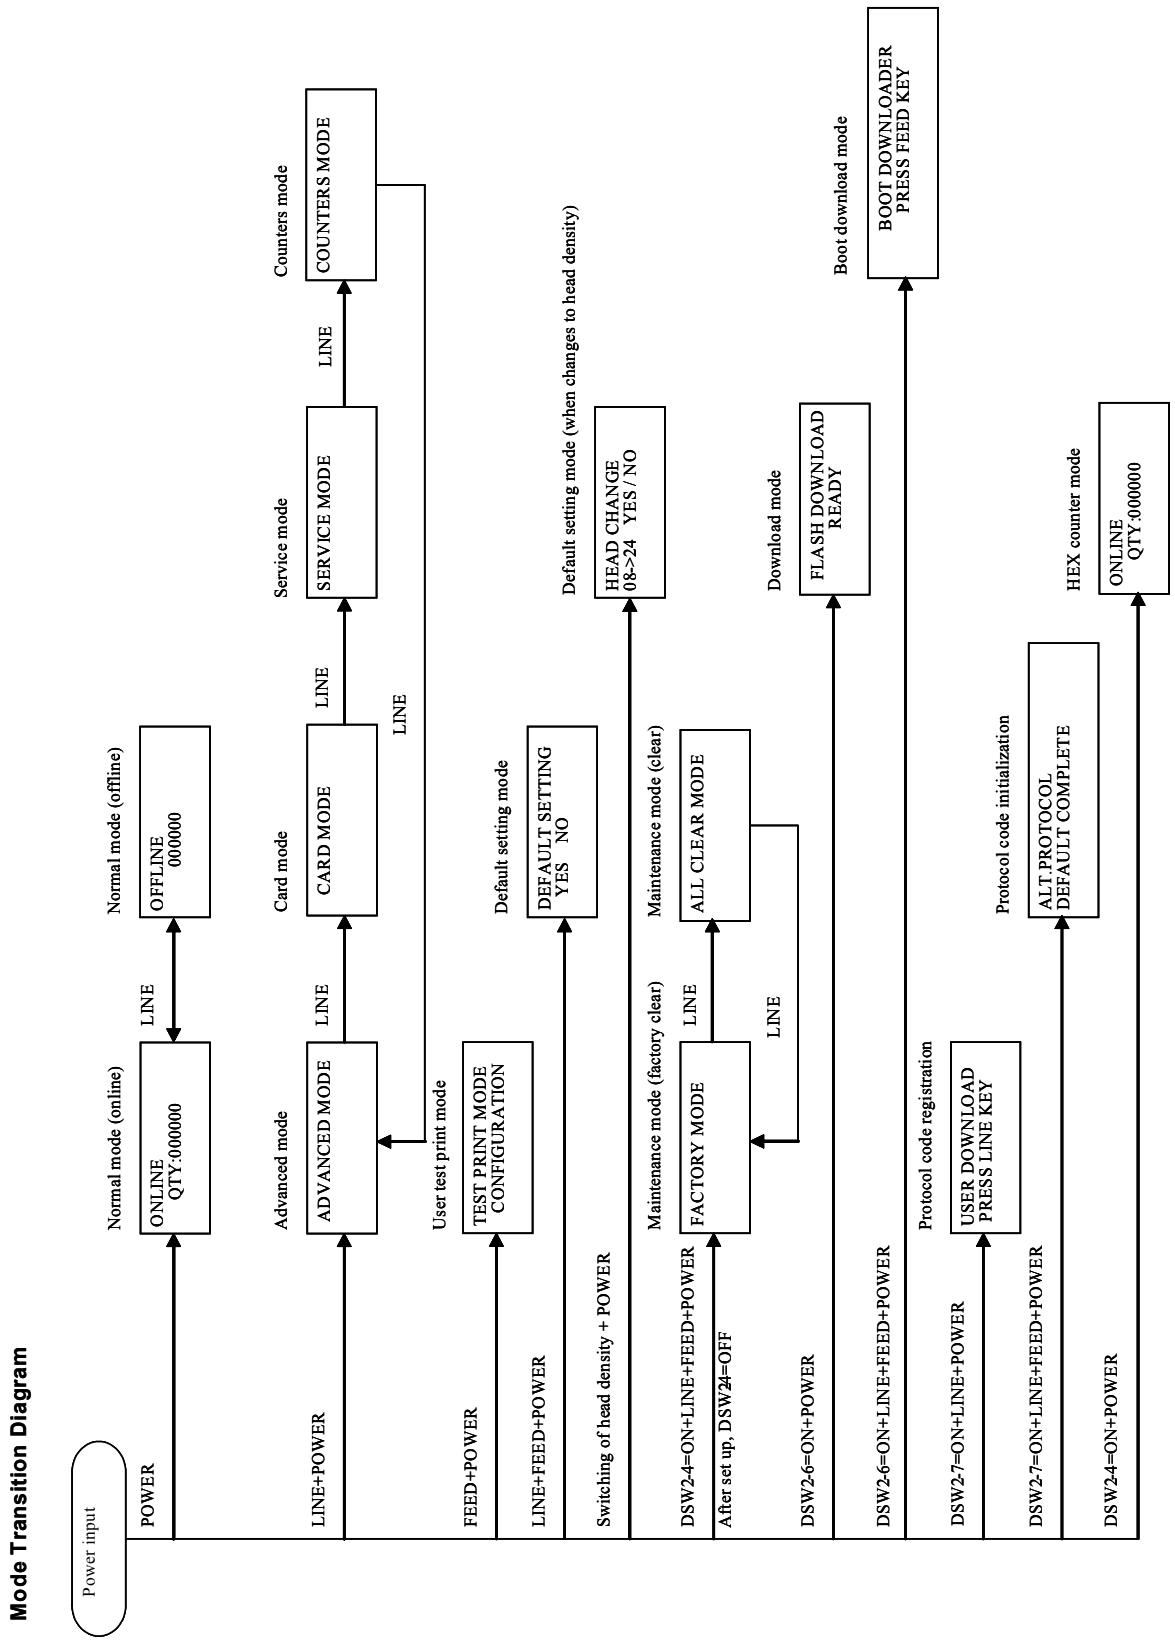 Mode Transition Diagram
Power input
POWER
Normal mode (online)
ONLINE
QTY:000000
LINE
Normal mode (offline)
OFFLINE
000000
LINE+POWER
Advanced mode
ADVANCED MODE
LINE
Card mode
CARD MODE
LINE
Service mode
SERVICE MODE
LINE
Counters mode
COUNTERS MODE
LINE
FEED+POWER
User test print mode
TEST PRINT MODE
CONFIGURATION
LINE+FEED+POWER
Default setting mode
DEFAULT SETTING
YES NO
Switching of head density + POWER
Default setting mode (when changes to head density)
HEAD CHANGE
08->24 YES / NO
DSW2-4=ON+LINE+FEED+POWER
After set up, DSW24=OFF
Maintenance mode (factory clear)
FACTORY MODE
LINE
Maintenance mode (clear)
ALL CLEAR MODE
LINE
DSW2-6=ON+POWER
Download mode
FLASH DOWNLOAD
READY
DSW2-6=ON+LINE+FEED+POWER
Boot download mode
BOOT DOWNLOADER
PRESS FEED KEY
DSW2-7=ON+LINE+POWER
Protocol code registration
USER DOWNLOAD
PRESS LINE KEY
DSW2-7=ON+LINE+FEED+POWER
Protocol code initialization
ALT.PROTOCOL
DEFAULT COMPLETE
DSW2-4=ON+POWER
HEX counter mode
ONLINE
QTY:000000